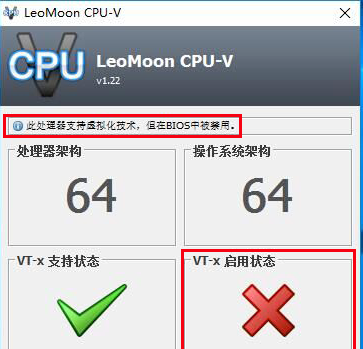 LeoMoon CPU-V
CPU
V
LeoMoon CPU-V
v1.22
此处理器支持虚拟化技术，但在BIOS中被禁用。
处理器架构
操作系统架构
64
64
VT-x 支持状态
VT-x 启用状态